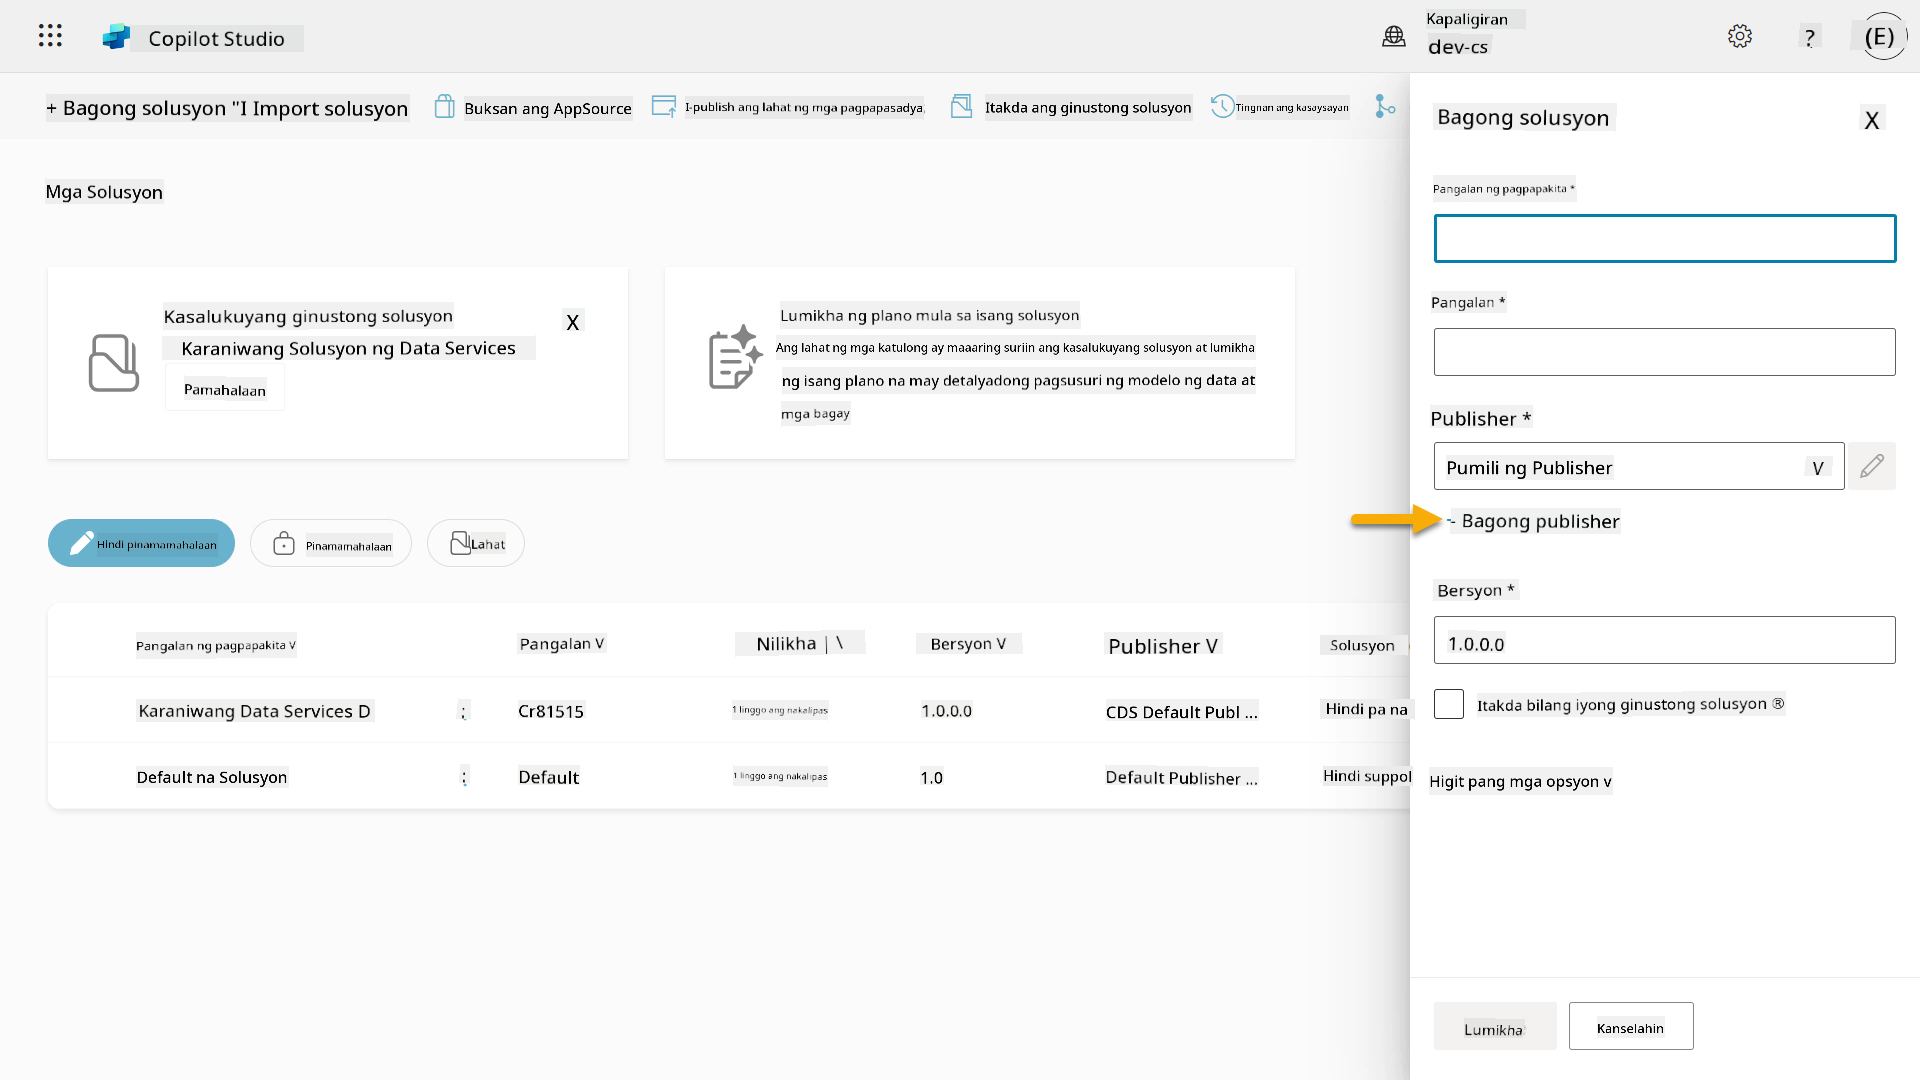 Copilot Studio
Kapaligiran
dev-cs
?
(E)
+ Bagong solusyon "I Import solusyon
Buksan ang AppSource
I-publish ang lahat ng mga pagpapasadya
Itakda ang ginustong solusyon
Tingnan ang kasaysayan
Mga Solusyon
Kasalukuyang ginustong solusyon
X
Karaniwang Solusyon ng Data Services
Pamahalaan
Lumikha ng plano mula sa isang solusyon
Ang lahat ng mga katulong ay maaaring suriin ang kasalukuyang solusyon at lumikha
ng isang plano na may detalyadong pagsusuri ng modelo ng data at
mga bagay
Hindi pinamamahalaan
Pinamamahalaan
Lahat
Pangalan ng pagpapakita V
Pangalan V
Nilikha | \
Bersyon V
Publisher V
Solusyon
Karaniwang Data Services D
:
Cr81515
1 linggo ang nakalipas
1.0.0.0
CDS Default Publ ...
Hindi pa na
Default na Solusyon
:
Default
1 linggo ang nakalipas
1.0
Default Publisher ...
Hindi suppol
Bagong solusyon
X
Pangalan ng pagpapakita *
Pangalan *
Publisher *
Pumili ng Publisher
V
- Bagong publisher
Bersyon *
1.0.0.0
Itakda bilang iyong ginustong solusyon ®
Higit pang mga opsyon v
Lumikha
Kanselahin